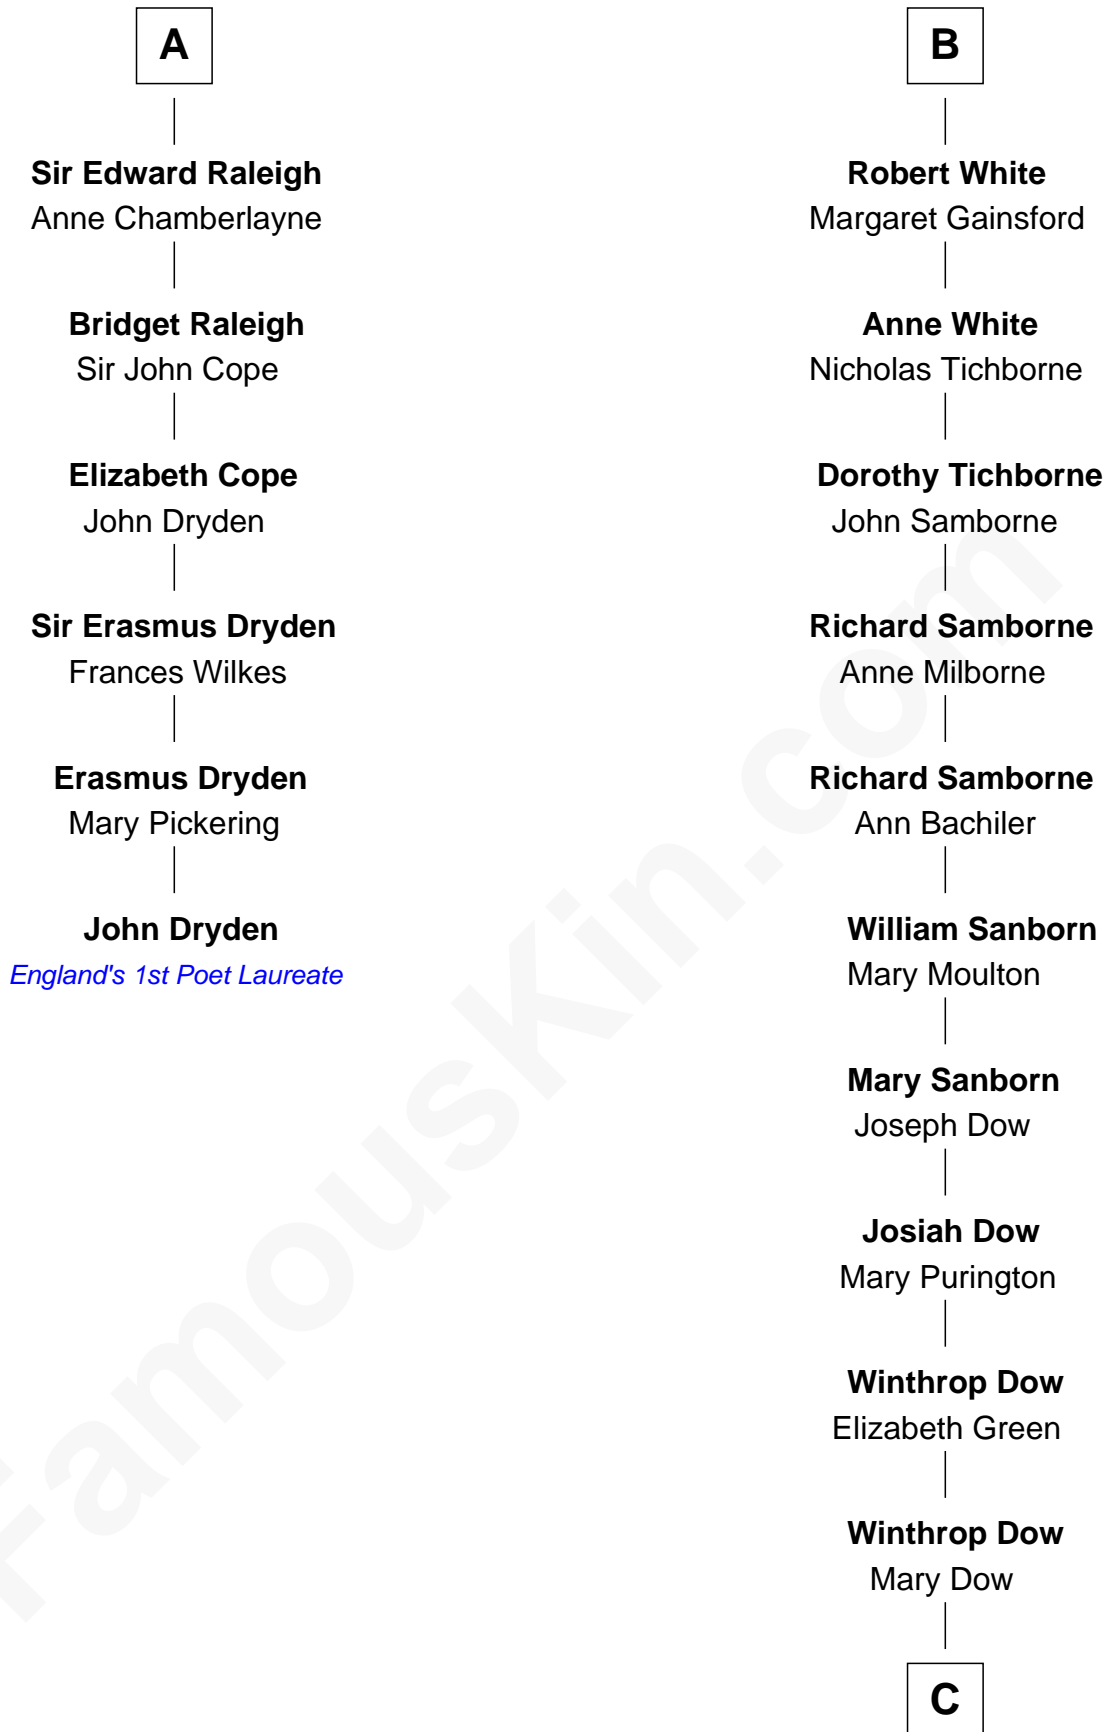 A
Sir Edward Raleigh
Anne Chamberlayne
Bridget Raleigh
Sir John Cope
Elizabeth Cope
John Dryden
Sir Erasmus Dryden
Frances Wilkes
Erasmus Dryden
Mary Pickering
John Dryden
England's 1st Poet Laureate
B
Robert White
Margaret Gainsford
Anne White
Nicholas Tichborne
Dorothy Tichborne
John Samborne
Richard Samborne
Anne Milborne
Richard Samborne
Ann Bachiler
William Sanborn
Mary Moulton
Mary Sanborn
Joseph Dow
Josiah Dow
Mary Purington
Winthrop Dow
Elizabeth Green
Winthrop Dow
Mary Dow
C
FamousKin.com